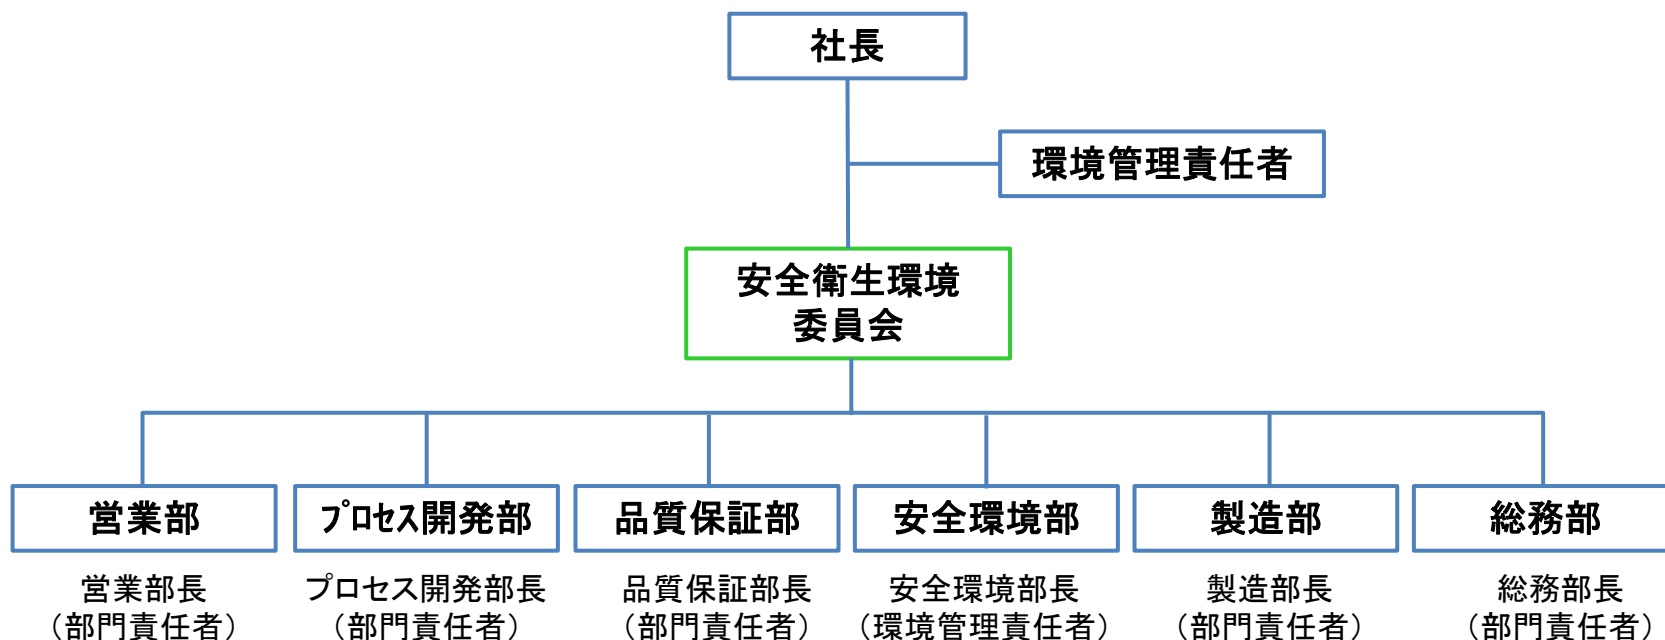 社長
環境管理責任者
安全衛生環境
委員会
営業部
プロセス開発部
品質保証部
安全環境部
製造部
総務部
営業部長
（部門責任者）
プロセス開発部長
（部門責任者）
品質保証部長
（部門責任者）
安全環境部長
（環境管理責任者）
製造部長
（部門責任者）
総務部長
（部門責任者）